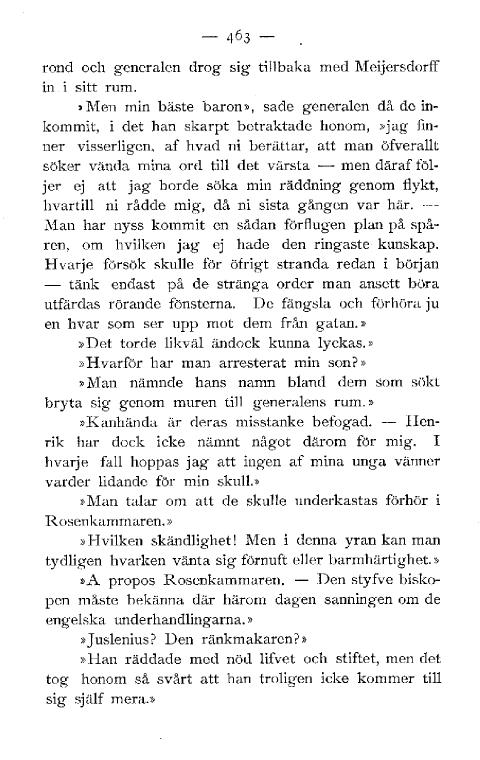 — 463 —
rond och generalen drog sig tillbaka med Meijersdorff
in i sitt rum.
»Men min bäste baron», sade generalen då de in-
kommit, i det han skarpt betraktade honom, »jag fin-
ner visserligen, af hvad ni berättar, att man öfverallt
söker vända mina ord till det värsta — men däraf föl-
jer ej att jag borde söka min räddning genom flykt,
hvartill ni rådde mig, då ni sista gången var här. —
Man har nyss kommit en sådan förflugen plan på spå-
ren, om hvilken jag ej hade den ringaste kunskap.
Hvarje försök skulle för öfrigt stranda redan i början
— tänk endast på de stränga order man ansett böra
utfärdas rörande fönsterna. De fängsla och förhöra ju
en hvar som ser upp mot dem från gatan.»
»Det torde likväl ändock kunna lyckas.»
»Hvarför har man arresterat min son?»
»Man nämnde hans namn bland dem som sökt
bryta sig genom muren till generalens rum.»
»Kanhända är deras misstanke befogad. — Hen-
rik har dock icke nämnt något därom för mig. I
hvarje fall hoppas jag att ingen af mina unga vänner
varder lidande för min skull.»
»Man talar om att de skulle underkastas förhör i
Rosenkammaren.»
»Hvilken skändlighet! Men i denna yran kan man
tydligen hvarken vänta sig förnuft eller barmhärtighet.»
»A propos Rosenkammaren. — Den styfve bisko-
pen måste bekänna där härom dagen sanningen om de
engelska underhandlingarna.»
»Juslenius? Den ränkmakaren?»
»Han räddade med nöd lifvet och stiftet, men det
tog honom så svårt att han troligen icke kommer till
sig själf mera.»